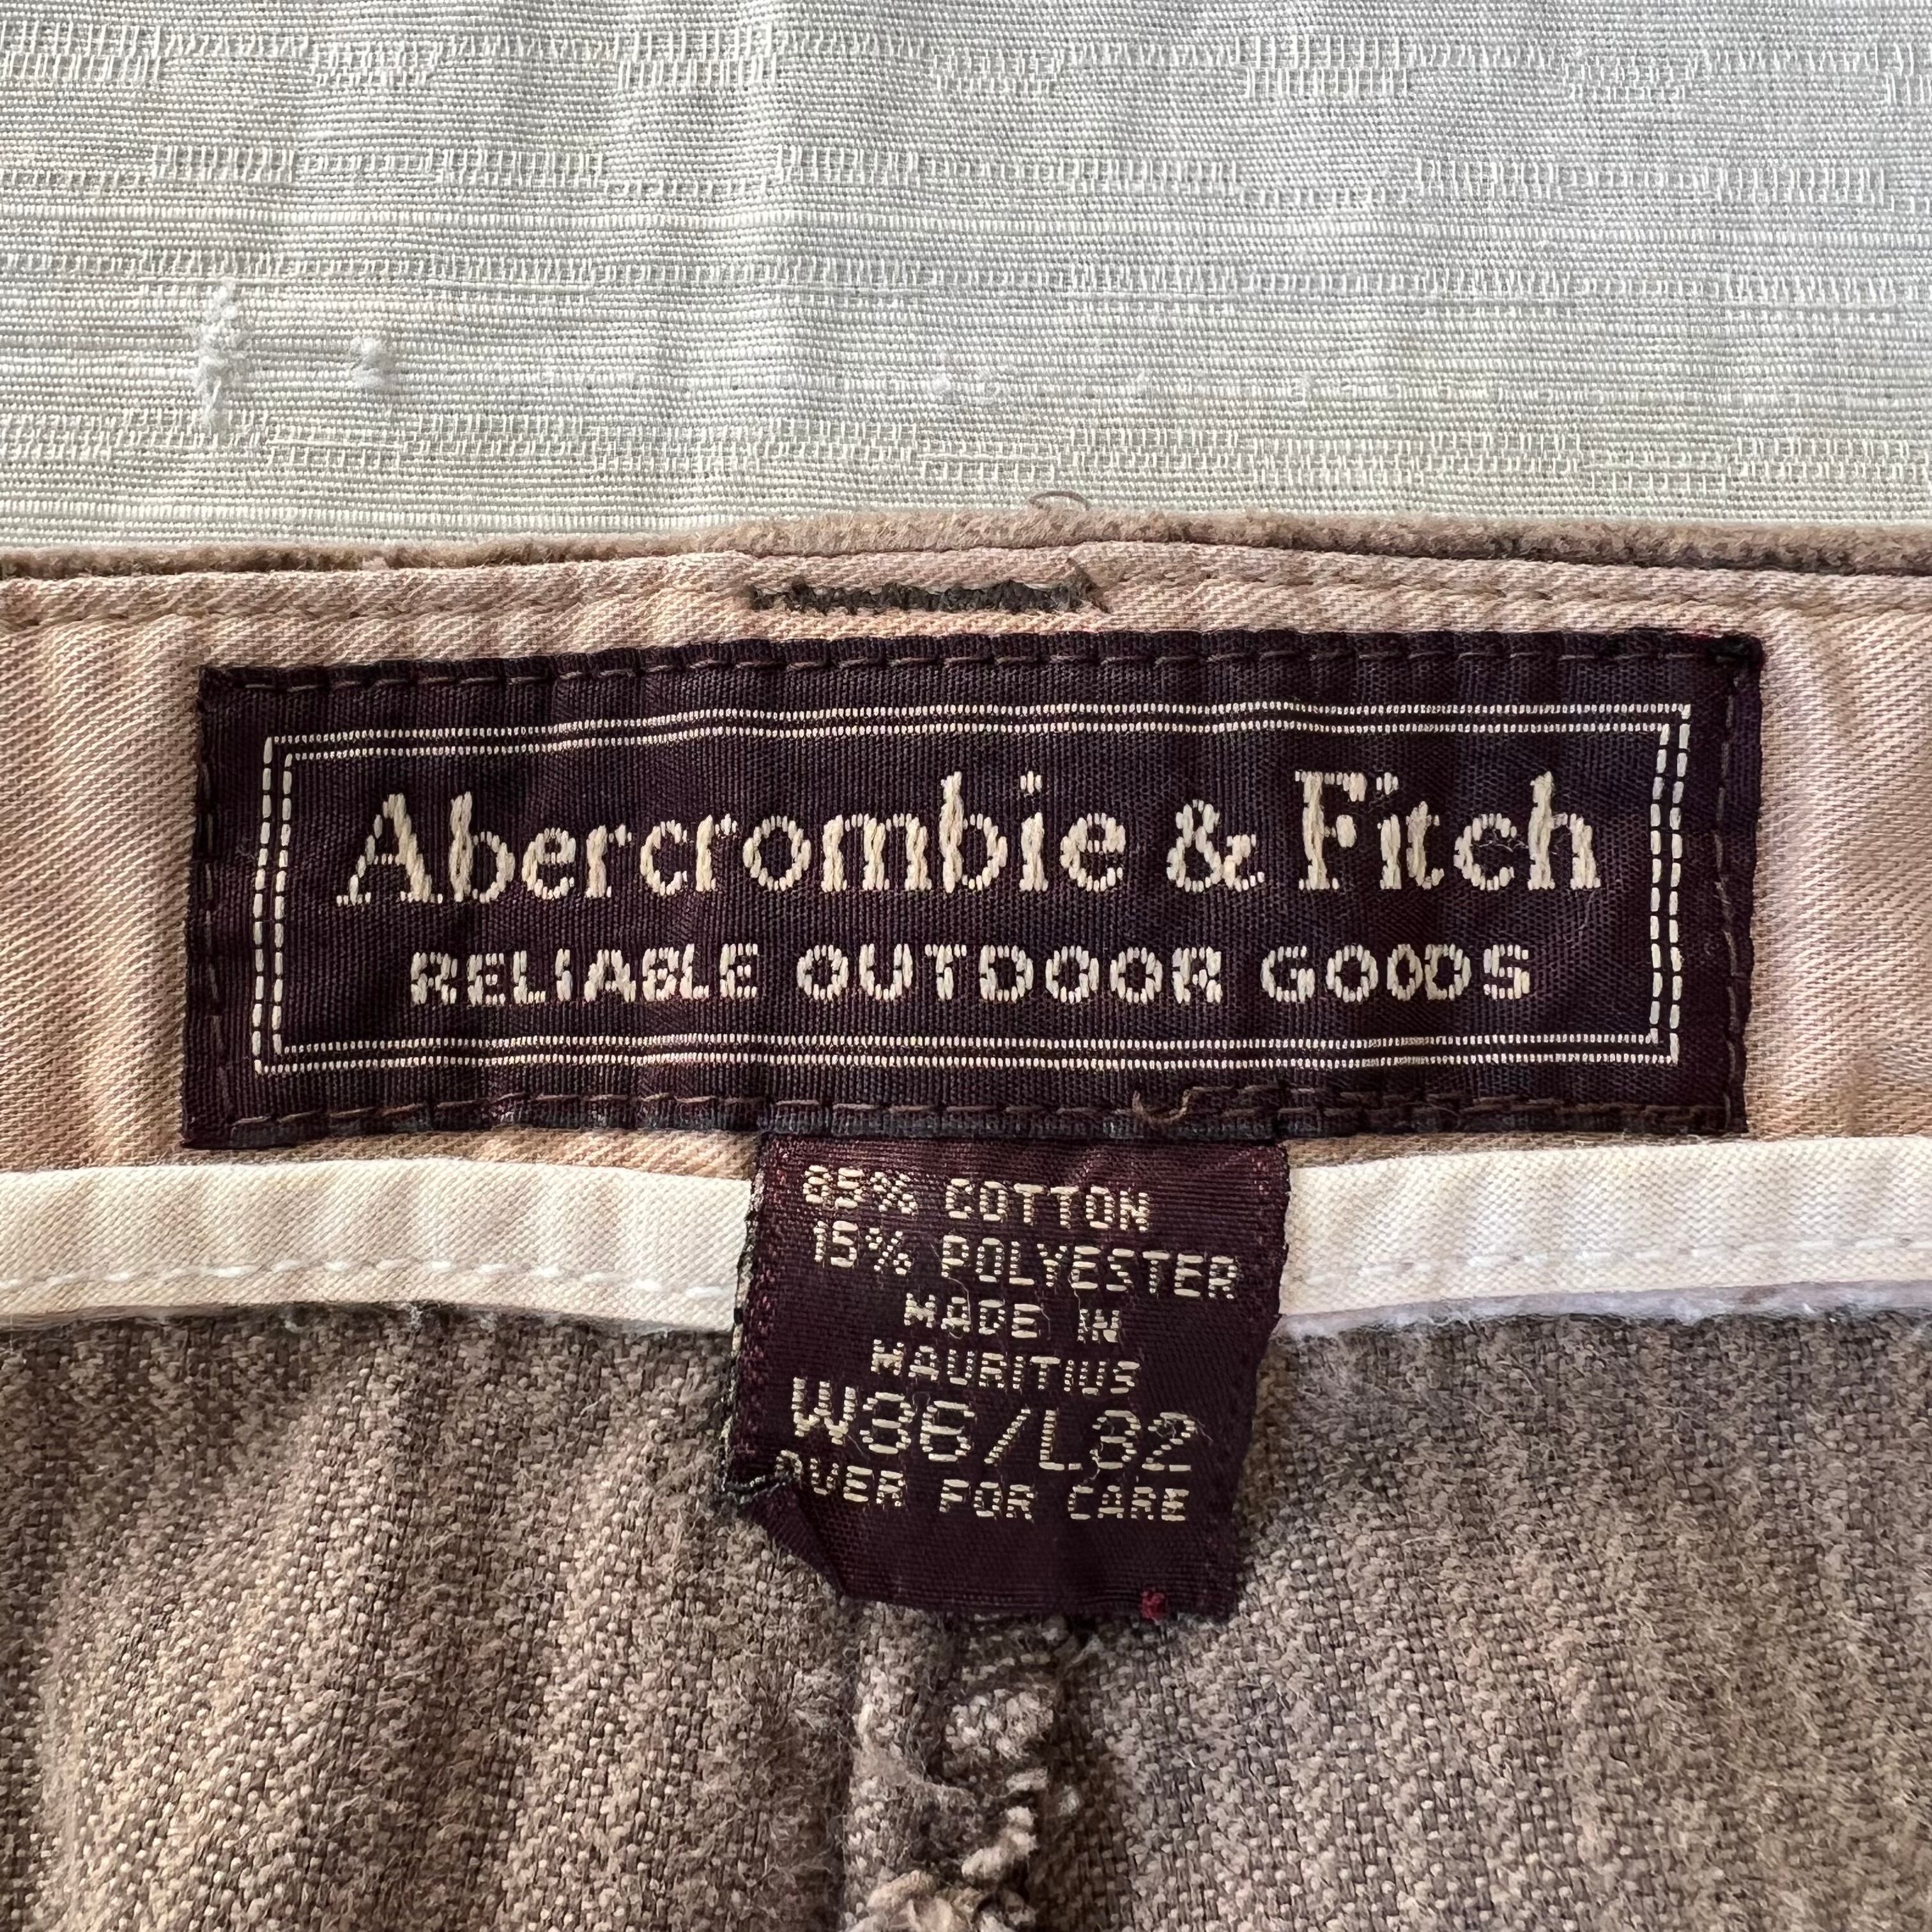 Abercrombie & Fitch
RELIABLE OUTDOOR GOODS
85% COTTON
15% POLYESTER
MADE IN
MAURITIUS
W36/L32
OVER FOR CARE